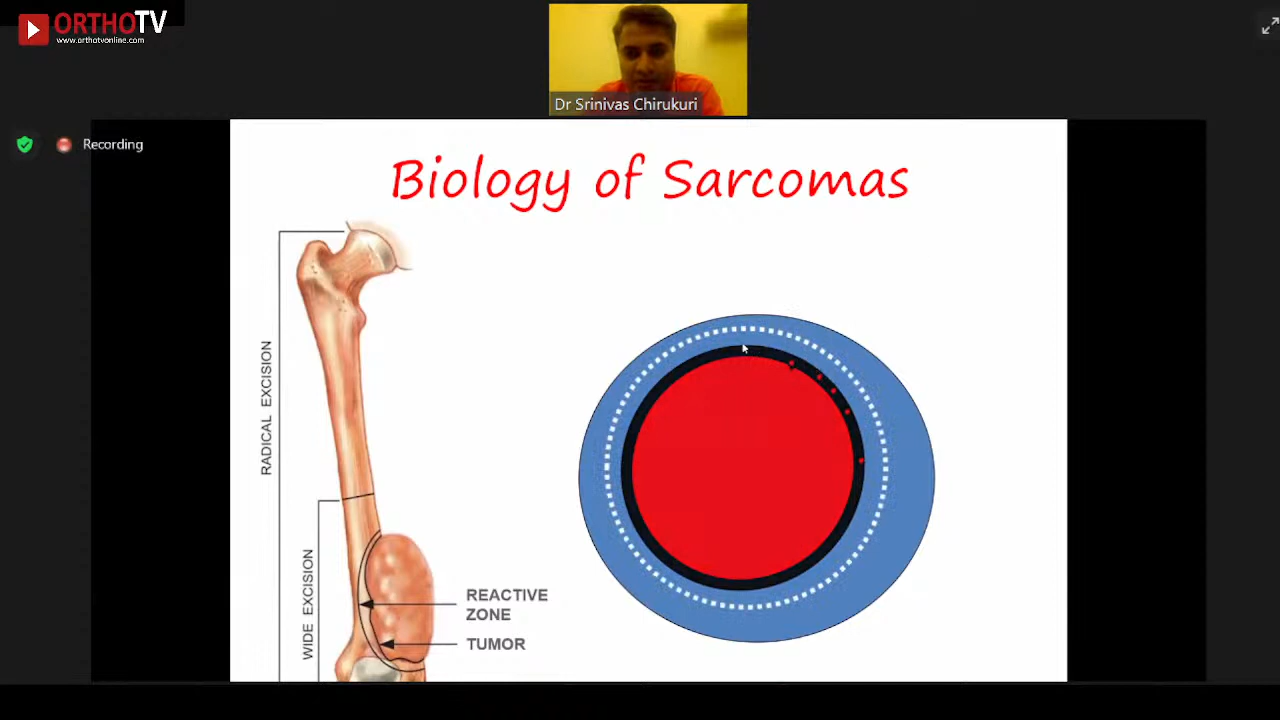 ORTHOTV
www.orthotvonline.com
Dr Srinivas Chirukuri
Recording
Biology of Sarcomas
RADICAL EXCISION
WIDE EXCISION
REACTIVE
ZONE
TUMOR